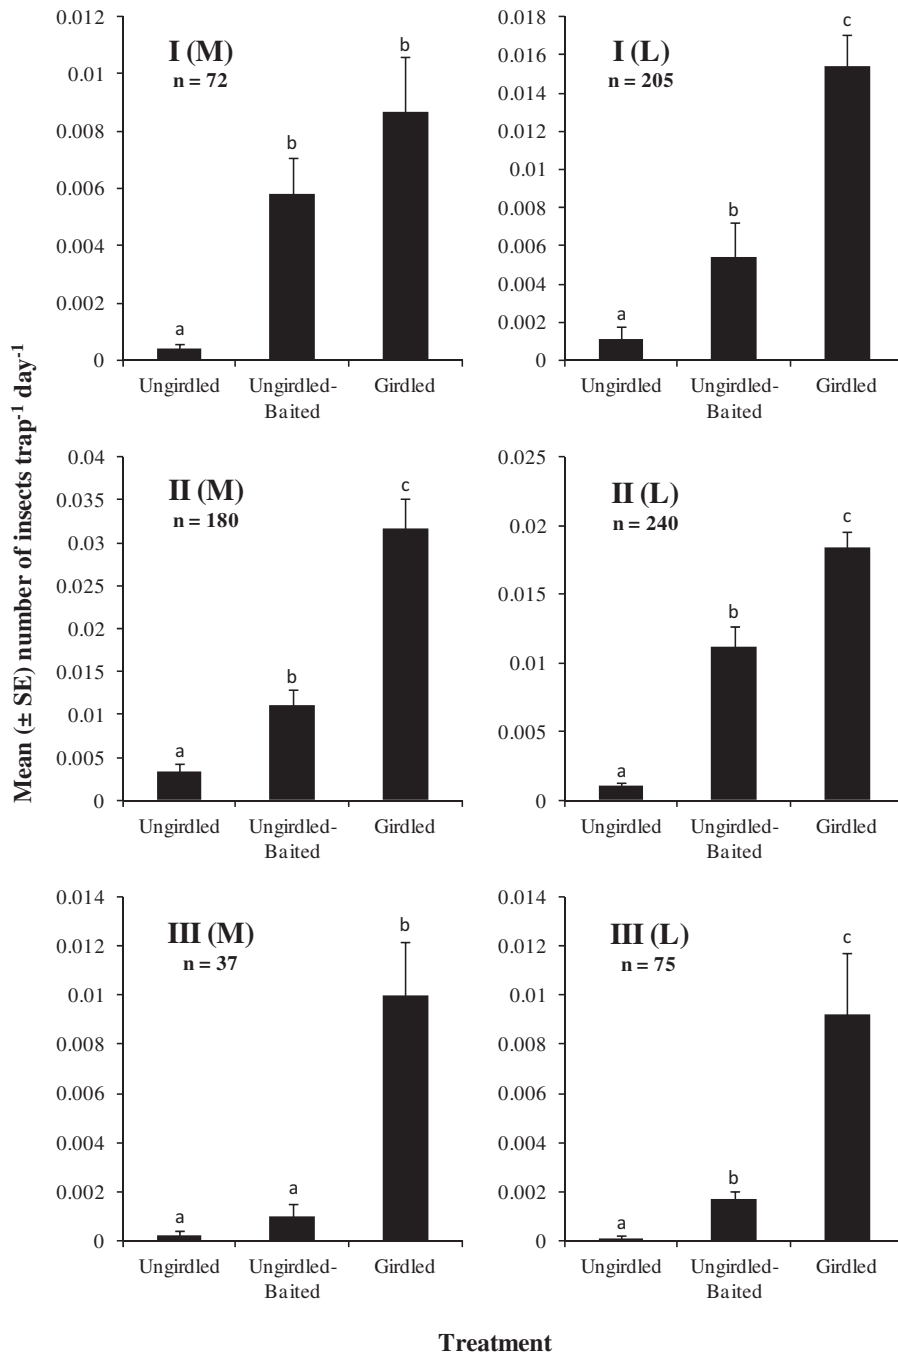 Mean (± SE) number of insects trap-1 day-1
0.012
0.01
0.008
0.006
0.004
0.002
0
I (M)
n = 72
a
b
b
Ungirdled
Ungirdled-
Baited
Girdled
0.018
0.016
0.014
0.012
0.01
0.008
0.006
0.004
0.002
0
I (L)
n = 205
a
b
c
Ungirdled
Ungirdled-
Baited
Girdled
0.04
0.035
0.03
0.025
0.02
0.015
0.01
0.005
0
II (M)
n = 180
a
b
c
Ungirdled
Ungirdled-
Baited
Girdled
0.025
0.02
0.015
0.01
0.005
0
II (L)
n = 240
a
b
c
Ungirdled
Ungirdled-
Baited
Girdled
0.014
0.012
0.01
0.008
0.006
0.004
0.002
0
III (M)
n = 37
a
a
b
Ungirdled
Ungirdled-
Baited
Girdled
0.014
0.012
0.01
0.008
0.006
0.004
0.002
0
III (L)
n = 75
a
b
c
Ungirdled
Ungirdled-
Baited
Girdled
Treatment